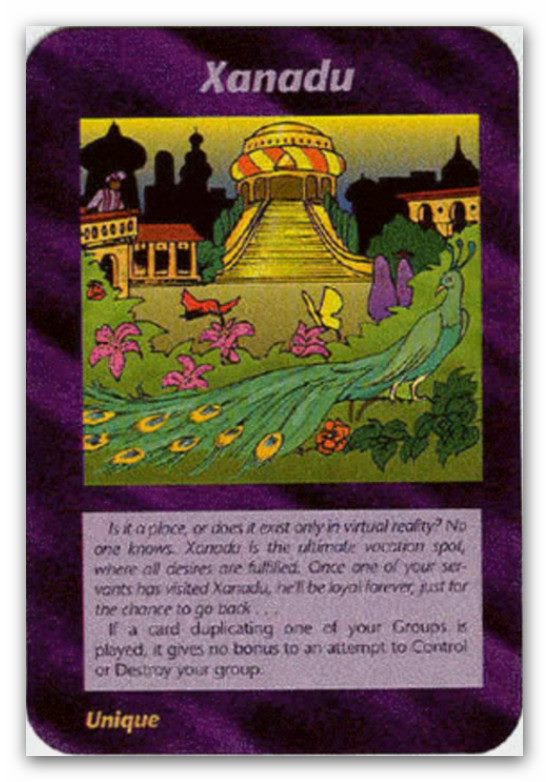 Xanadu
Is it a place, or does it exist only in virtual reality? No
one knows. Xanadu is the ultimate vacation spot,
where all desires are fulfilled. Once one of your ser-
vants has visited Xanadu, he'll be loyal forever, just for
the chance to go back . . .
If a card duplicating one of your Groups is
played, it gives no bonus to an attempt to Control
or Destroy your group.
Unique